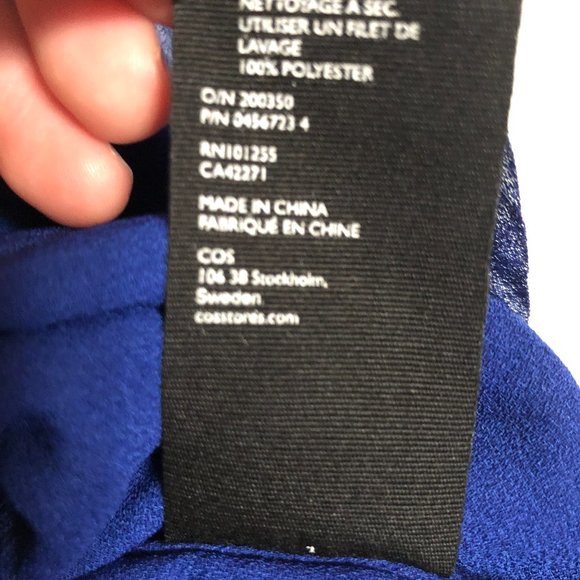 NETTOYAGE A SEC.
UTILISER UN FILET DE
LAVAGE
100% POLYESTER
O/N 200350
P/N 0456723 4
RN101255
CA42271
MADE IN CHINA
FABRIQUÉ EN CHINE
COS
106 38 Stockholm,
Sweden
cosstores.com